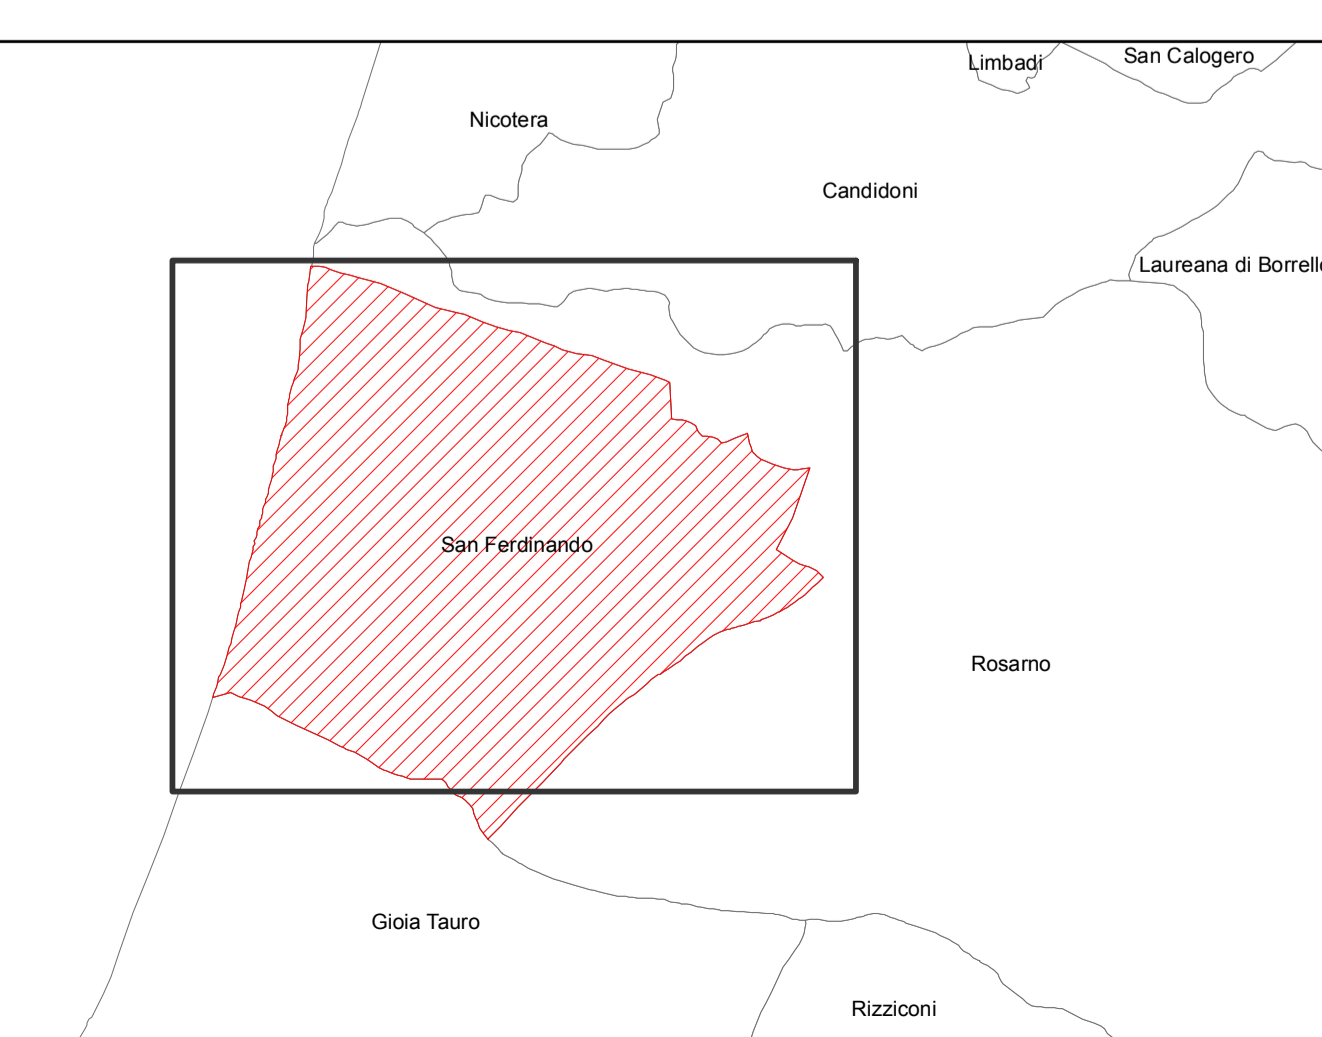 San Calogero
Limbadi
Nicotera
Candidoni
Laureana di Borrello
San Ferdinando
Rosarno
Gioia Tauro
Rizziconi